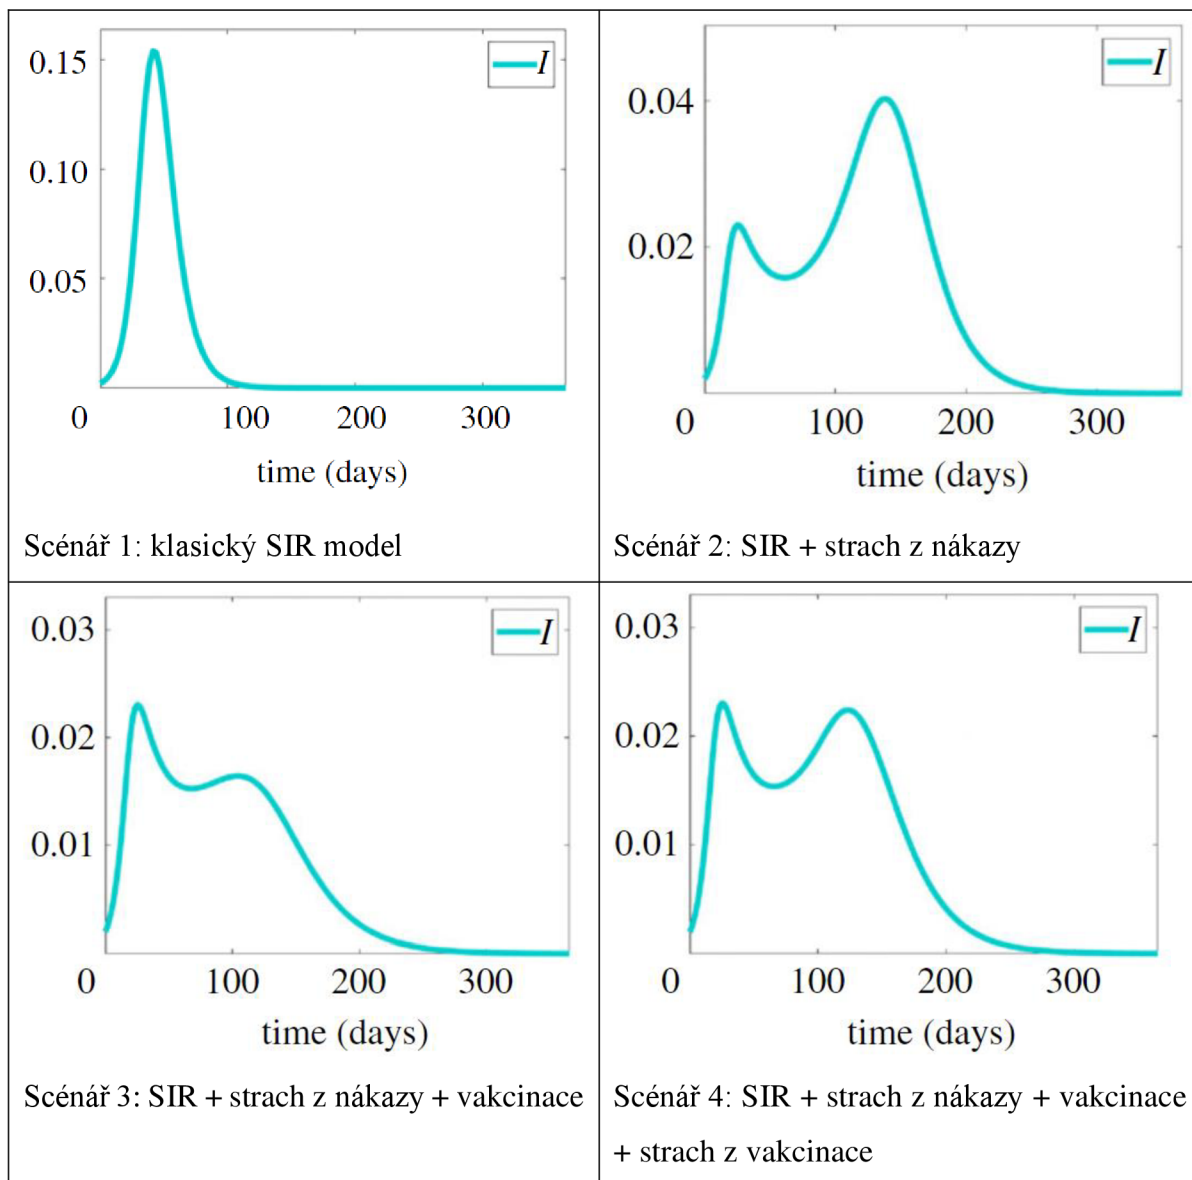 0.15
I
0.10
0.05
0
100
200
300
time (days)
Scénář 1: klasický SIR model
0.04
I
0.02
0
100
200
300
time (days)
Scénář 2: SIR + strach z nákazy
0.03
I
0.02
0.01
0
100
200
300
time (days)
Scénář 3: SIR + strach z nákazy + vakcinace
0.03
I
0.02
0.01
0
100
200
300
time (days)
Scénář 4: SIR + strach z nákazy + vakcinace
+ strach z vakcinace